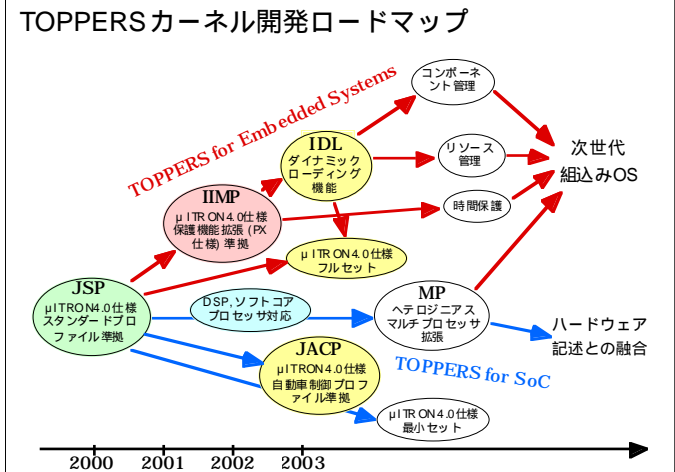 TOPPERSカーネル開発ロードマップ
コンポーネ
ント管理
TOPPERS for Embedded Systems
IDL
ダイナミック
ローディング
機能
リソース
管理
次世代
組込みOS
IIMP
μITRON4.0仕様
保護機能拡張(PX
仕様)準拠
時間保護
μITRON4.0仕様
フルセット
JSP
μITRON4.0仕様
スタンダードプロ
ファイル準拠
DSP,ソフトコア
プロセッサ対応
MP
ヘテロジニアス
マルチプロセッサ
拡張
ハードウェア
記述との融合
JACP
μITRON4.0仕様
自動車制御プロフ
ァイル準拠
TOPPERS for SoC
μITRON4.0仕様
最小セット
2000 2001 2002 2003